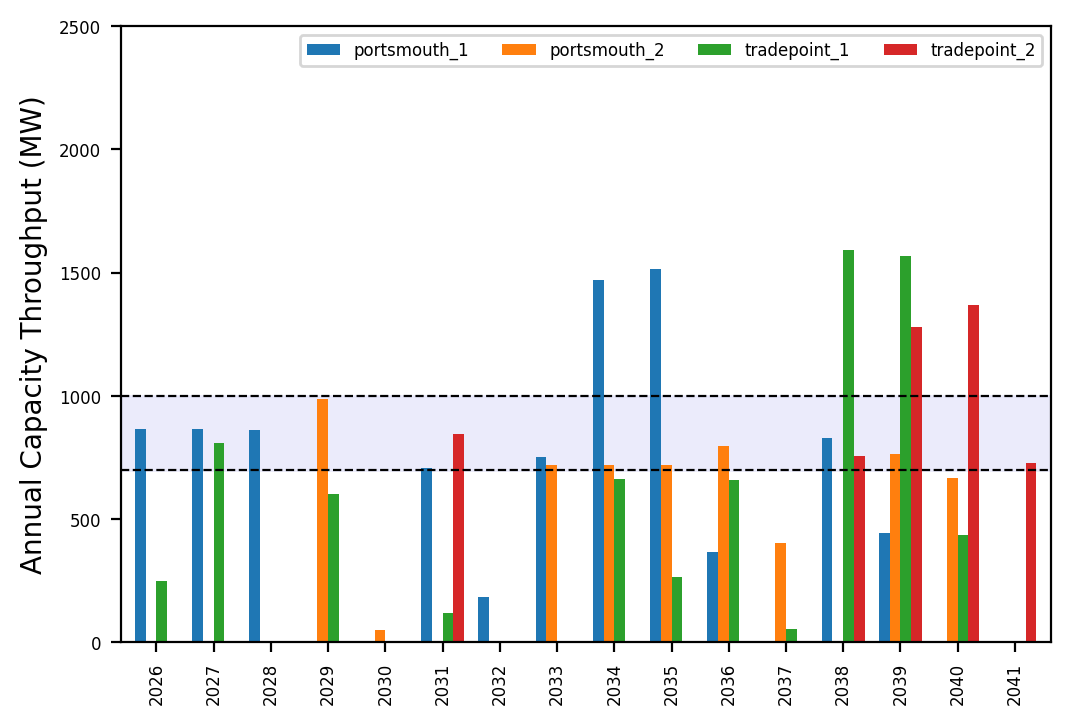 Annual Capacity Throughput (MW)
2500
2000
1500
1000
500
0
portsmouth_1 portsmouth_2 tradepoint_1 tradepoint_2
2026 2027 2028 2029 2030 2031 2032 2033 2034 2035 2036 2037 2038 2039 2040 2041